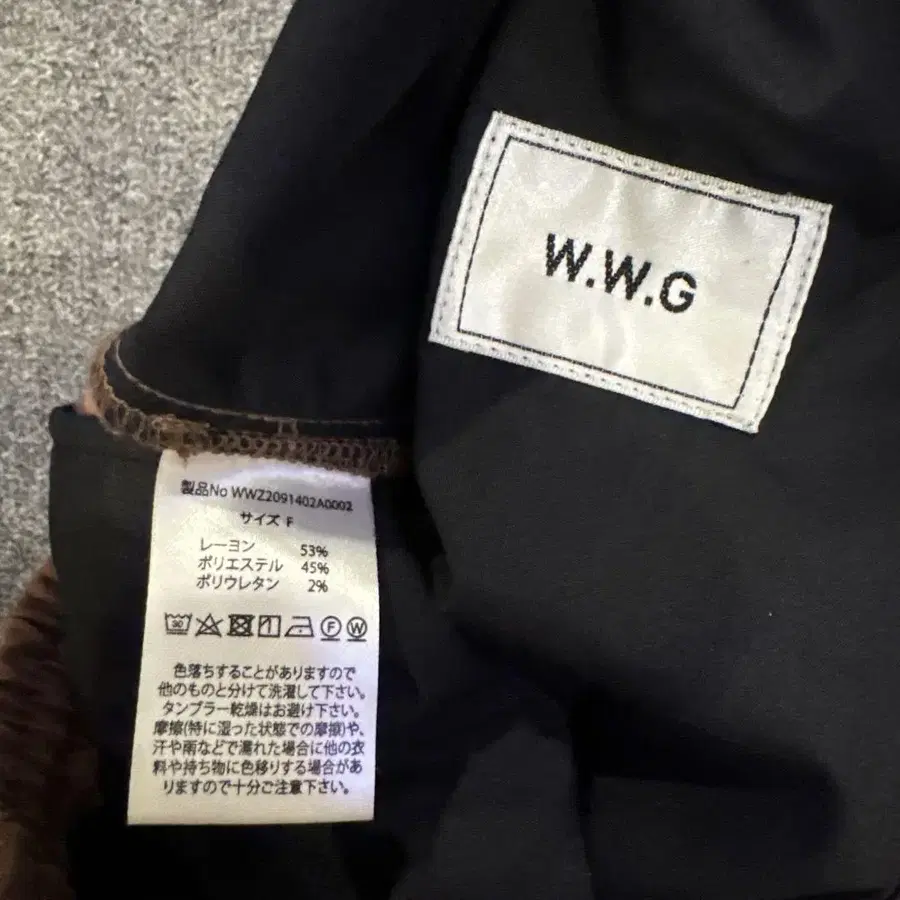 W.W.G
製品No WWZ2091402A0002
サイズ F
レーヨン 53%
ポリエステル 45%
ポリウレタン 2%
30 F W
色落ちすることがありますので
他のものと分けて洗濯して下さい。
タンブラー乾燥はお避け下さい。
摩擦(特に湿った状態での摩擦)や、
汗や雨などで濡れた場合に他の衣
料や持ち物に色移りする場合があ
りますので十分ご注意下さい。